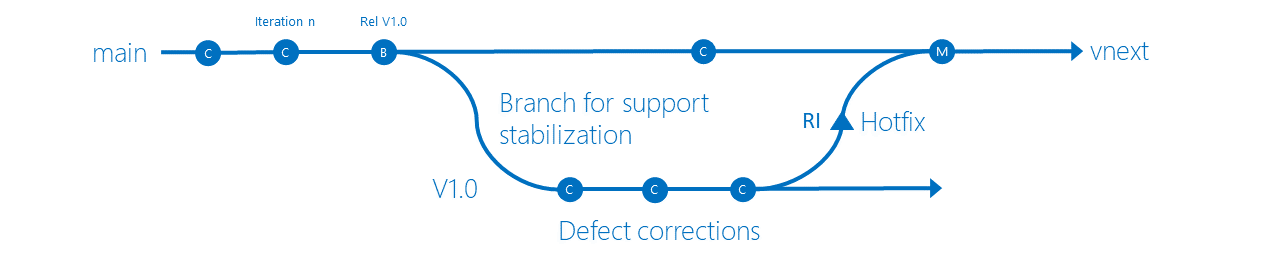 Iteration n
Rel V1.0
main
C
C
B
C
M
vnext
Branch for support
stabilization
RI
Hotfix
V1.0
C
C
C
Defect corrections